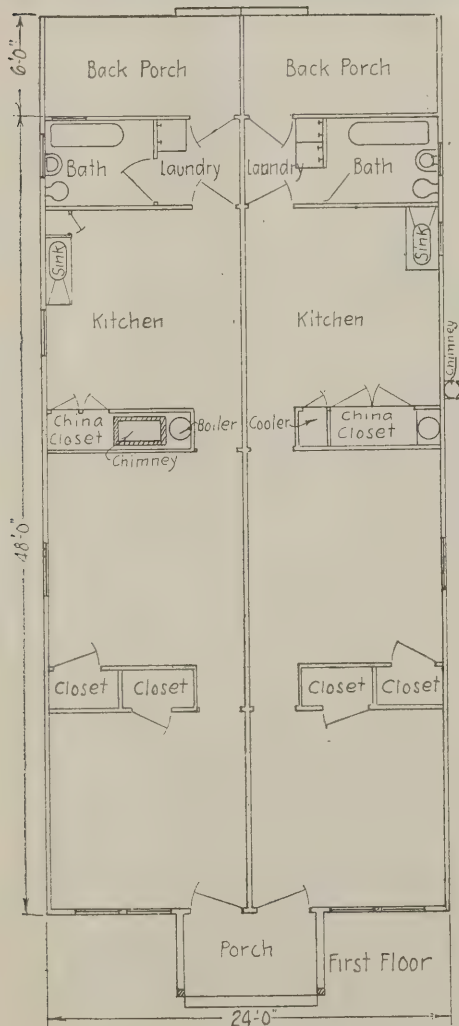 6'-0"
Back Porch
Back Porch
Bath
Laundry
Laundry
Bath
Sink
Sink
Kitchen
Kitchen
Chimney
China
Closet
Boiler
Cooler
China
Closet
Chimney
48'-0"
Closet
Closet
Closet
Closet
Porch
First Floor
24'-0"